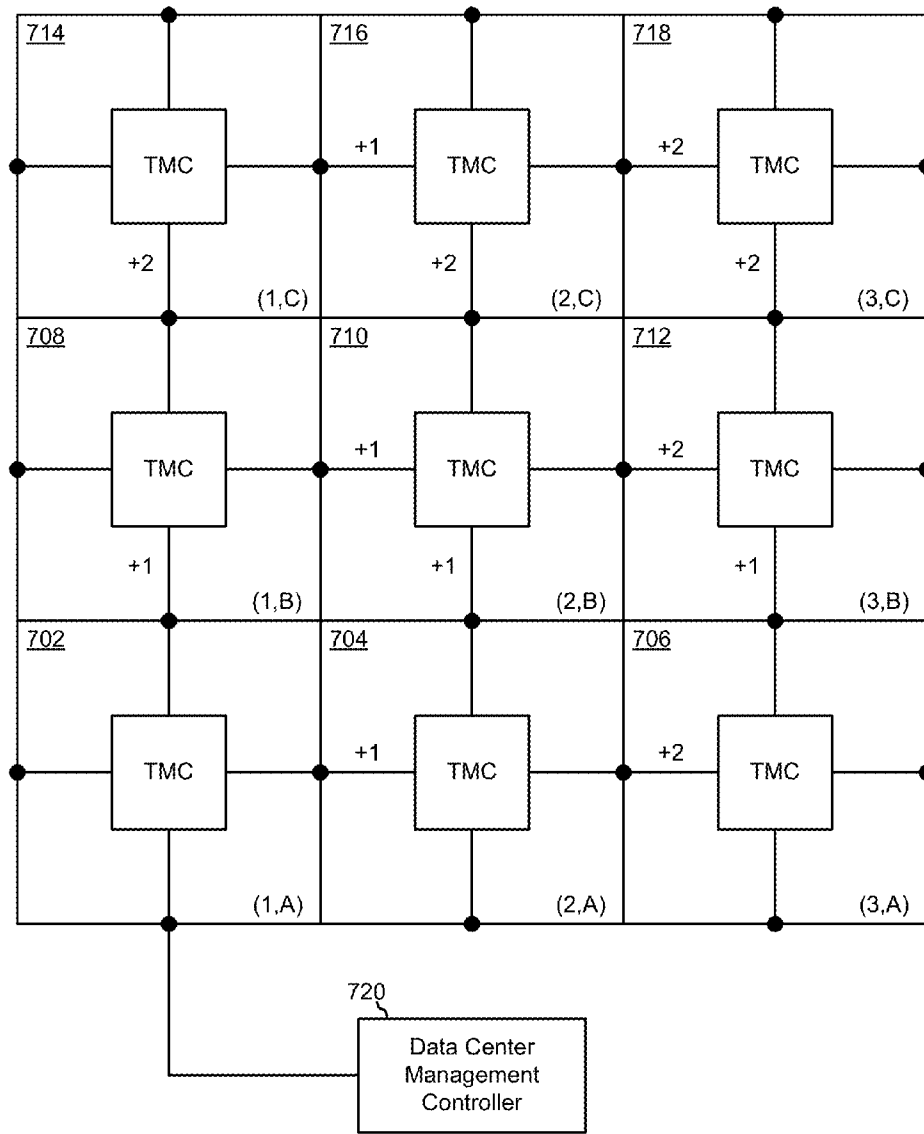 714 716 718
+1 +2
TMC TMC TMC
+2 +2 +2
(1,C) (2,C) (3,C)
708 710 712
+1 +2
TMC TMC TMC
+1 +1 +1
(1,B) (2,B) (3,B)
702 704 706
+1 +2
TMC TMC TMC
(1,A) (2,A) (3,A)
720
Data Center
Management
Controller